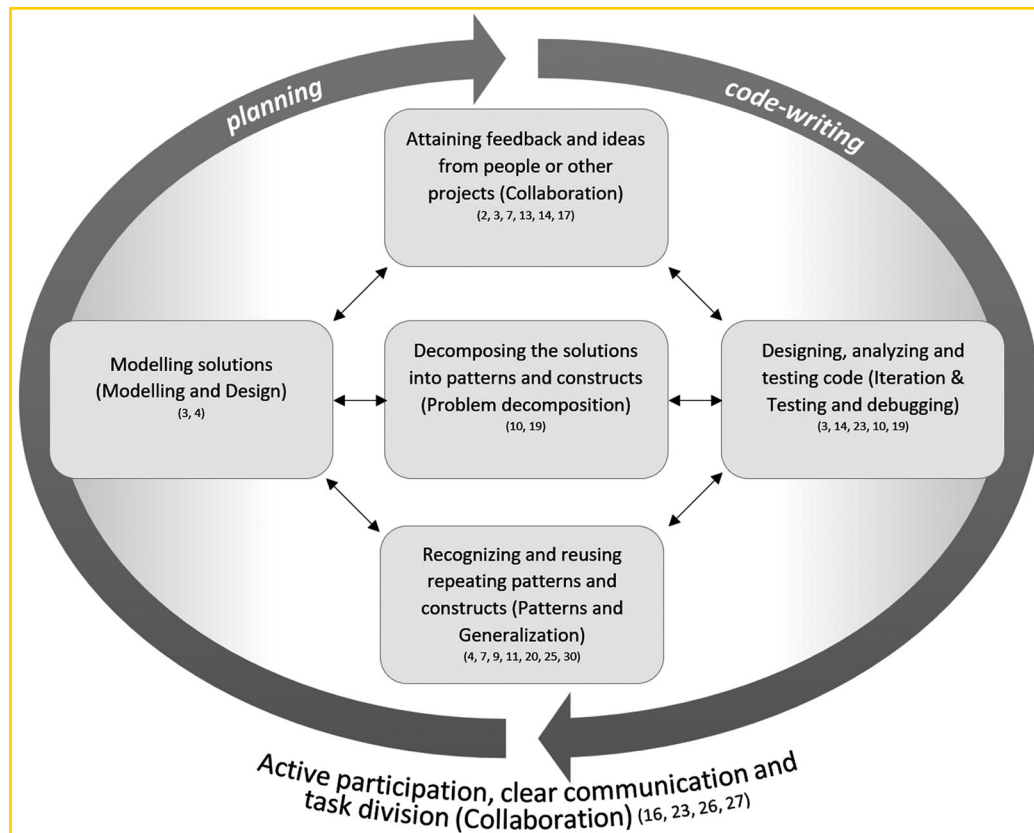 planning
code-writing
Attaining feedback and ideas
from people or other
projects (Collaboration)
(2, 3, 7, 13, 14, 17)
Modelling solutions
(Modelling and Design)
(3, 4)
Decomposing the solutions
into patterns and constructs
(Problem decomposition)
(10, 19)
Designing, analyzing and
testing code (Iteration &
Testing and debugging)
(3, 14, 23, 10, 19)
Recognizing and reusing
repeating patterns and
constructs (Patterns and
Generalization)
(4, 7, 9, 11, 20, 25, 30)
Active participation, clear communication and
task division (Collaboration) (16, 23, 26, 27)